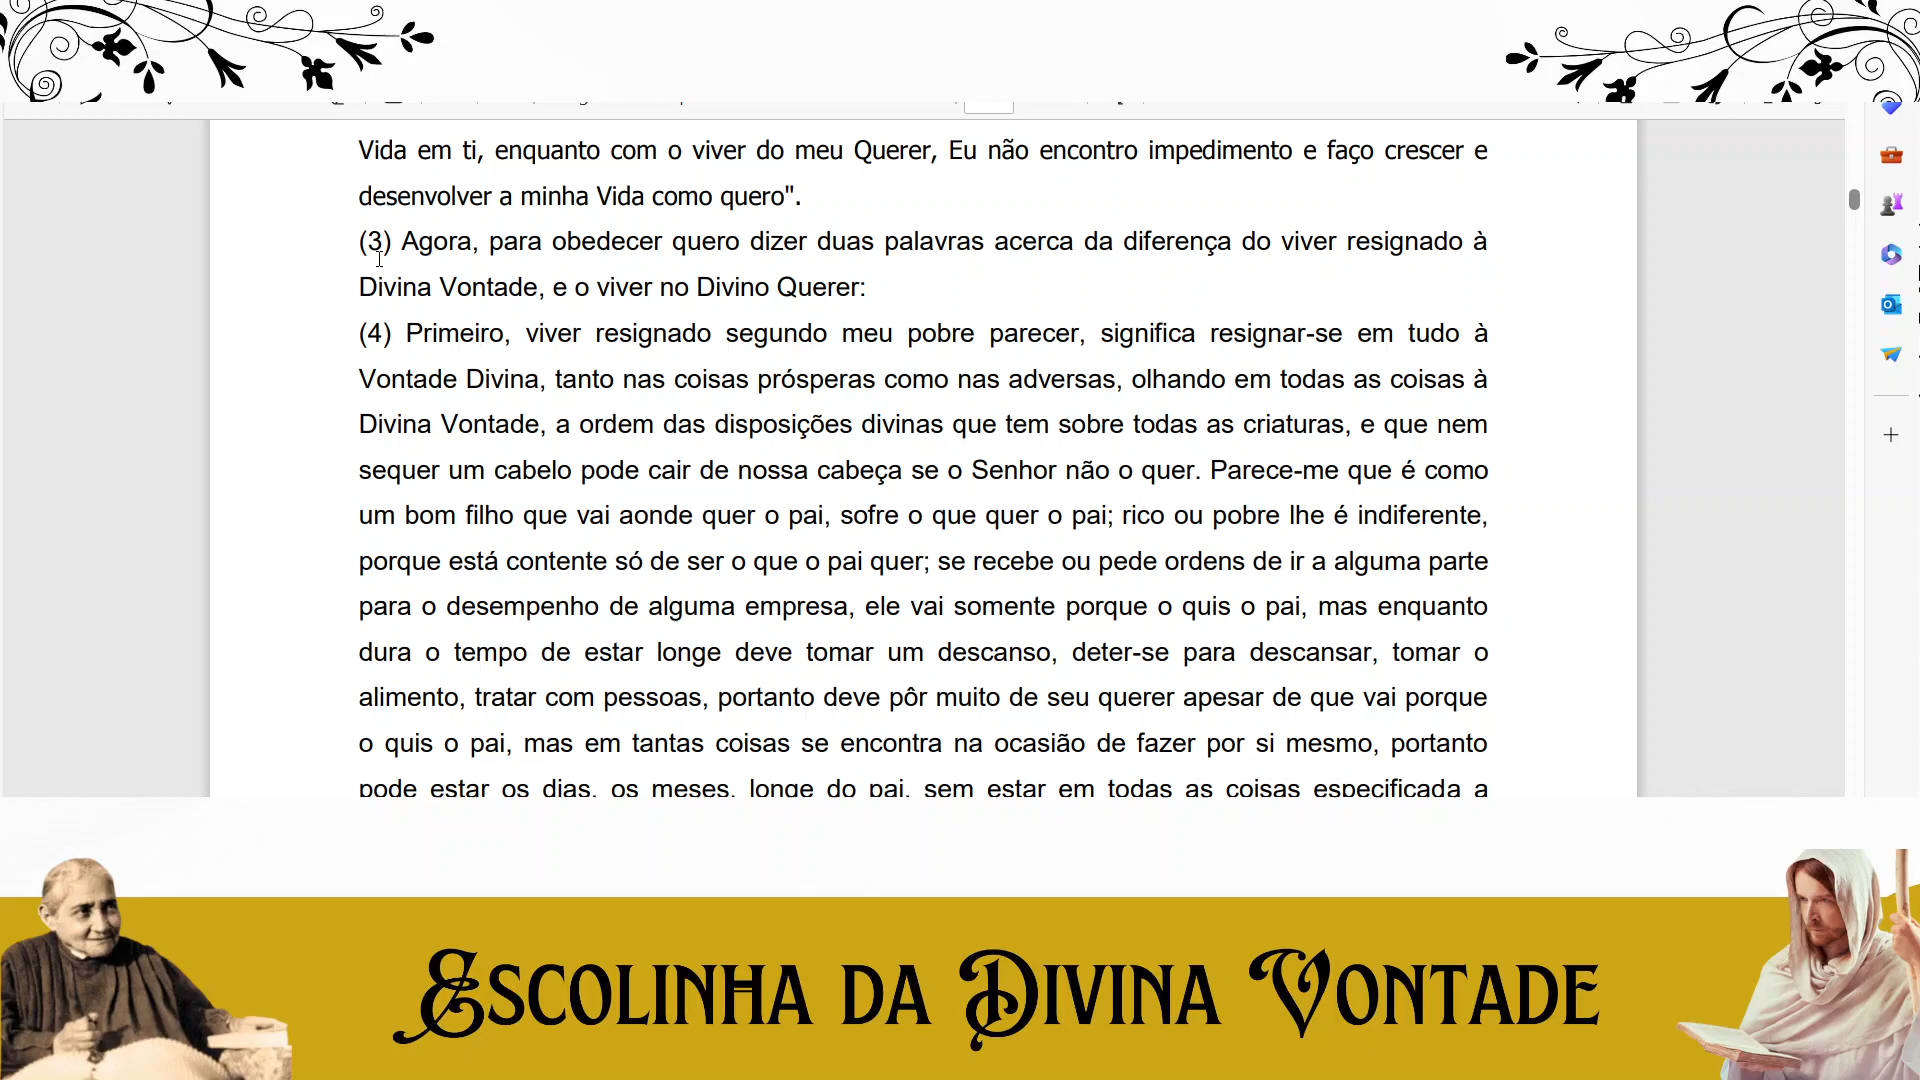 Vida em ti, enquanto com o viver do meu Querer, Eu não encontro impedimento e faço crescer e
desenvolver a minha Vida como quero".
(3) Agora, para obedecer quero dizer duas palavras acerca da diferença do viver resignado à
Divina Vontade, e o viver no Divino Querer:
(4) Primeiro, viver resignado segundo meu pobre parecer, significa resignar-se em tudo à
Vontade Divina, tanto nas coisas prósperas como nas adversas, olhando em todas as coisas à
Divina Vontade, a ordem das disposições divinas que tem sobre todas as criaturas, e que nem
sequer um cabelo pode cair de nossa cabeça se o Senhor não o quer. Parece-me que é como
um bom filho que vai aonde quer o pai, sofre o que quer o pai; rico ou pobre lhe é indiferente,
porque está contente só de ser o que o pai quer; se recebe ou pede ordens de ir a alguma parte
para o desempenho de alguma empresa, ele vai somente porque o quis o pai, mas enquanto
dura o tempo de estar longe deve tomar um descanso, deter-se para descansar, tomar o
alimento, tratar com pessoas, portanto deve pôr muito de seu querer apesar de que vai porque
o quis o pai, mas em tantas coisas se encontra na ocasião de fazer por si mesmo, portanto
pode estar os dias, os meses, longe do pai, sem estar em todas as coisas especificada a
Escolinha da Divina Vontade